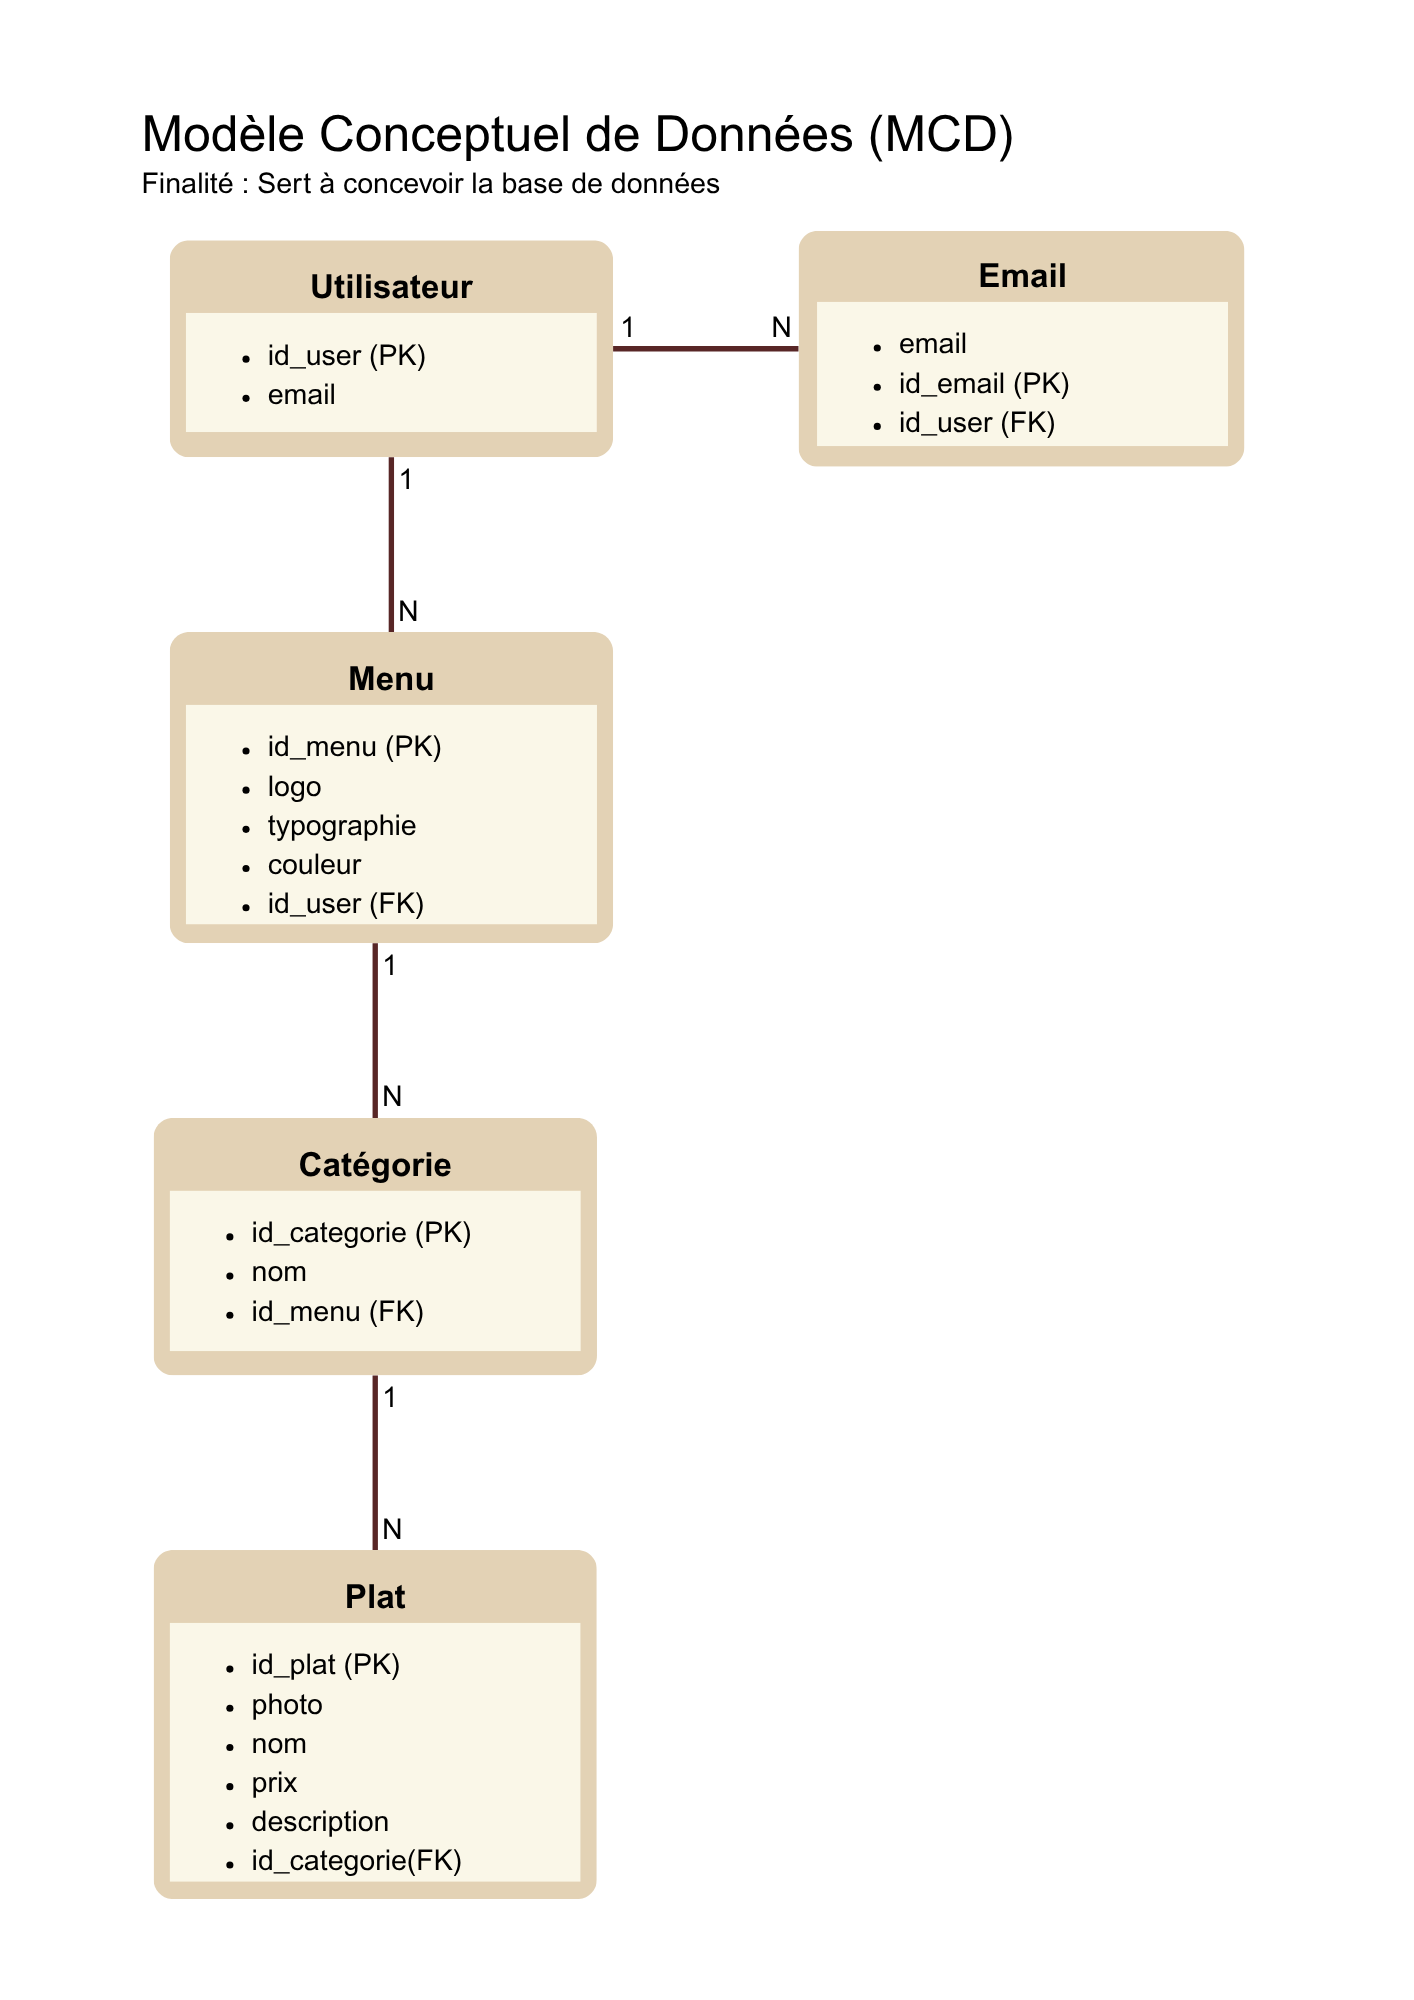 Modèle Conceptuel de Données (MCD)
Finalité : Sert à concevoir la base de données
Utilisateur
• id_user (PK)
• email
1
N
Email
• email
• id_email (PK)
• id_user (FK)
1
N
Menu
• id_menu (PK)
• logo
• typographie
• couleur
• id_user (FK)
1
N
Catégorie
• id_categorie (PK)
• nom
• id_menu (FK)
1
N
Plat
• id_plat (PK)
• photo
• nom
• prix
• description
• id_categorie(FK)